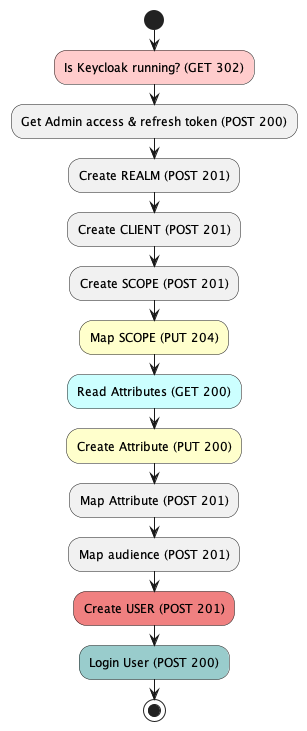 Is Keycloak running? (GET 302)
Get Admin access & refresh token (POST 200)
Create REALM (POST 201)
Create CLIENT (POST 201)
Create SCOPE (POST 201)
Map SCOPE (PUT 204)
Read Attributes (GET 200)
Create Attribute (PUT 200)
Map Attribute (POST 201)
Map audience (POST 201)
Create USER (POST 201)
Login User (POST 200)